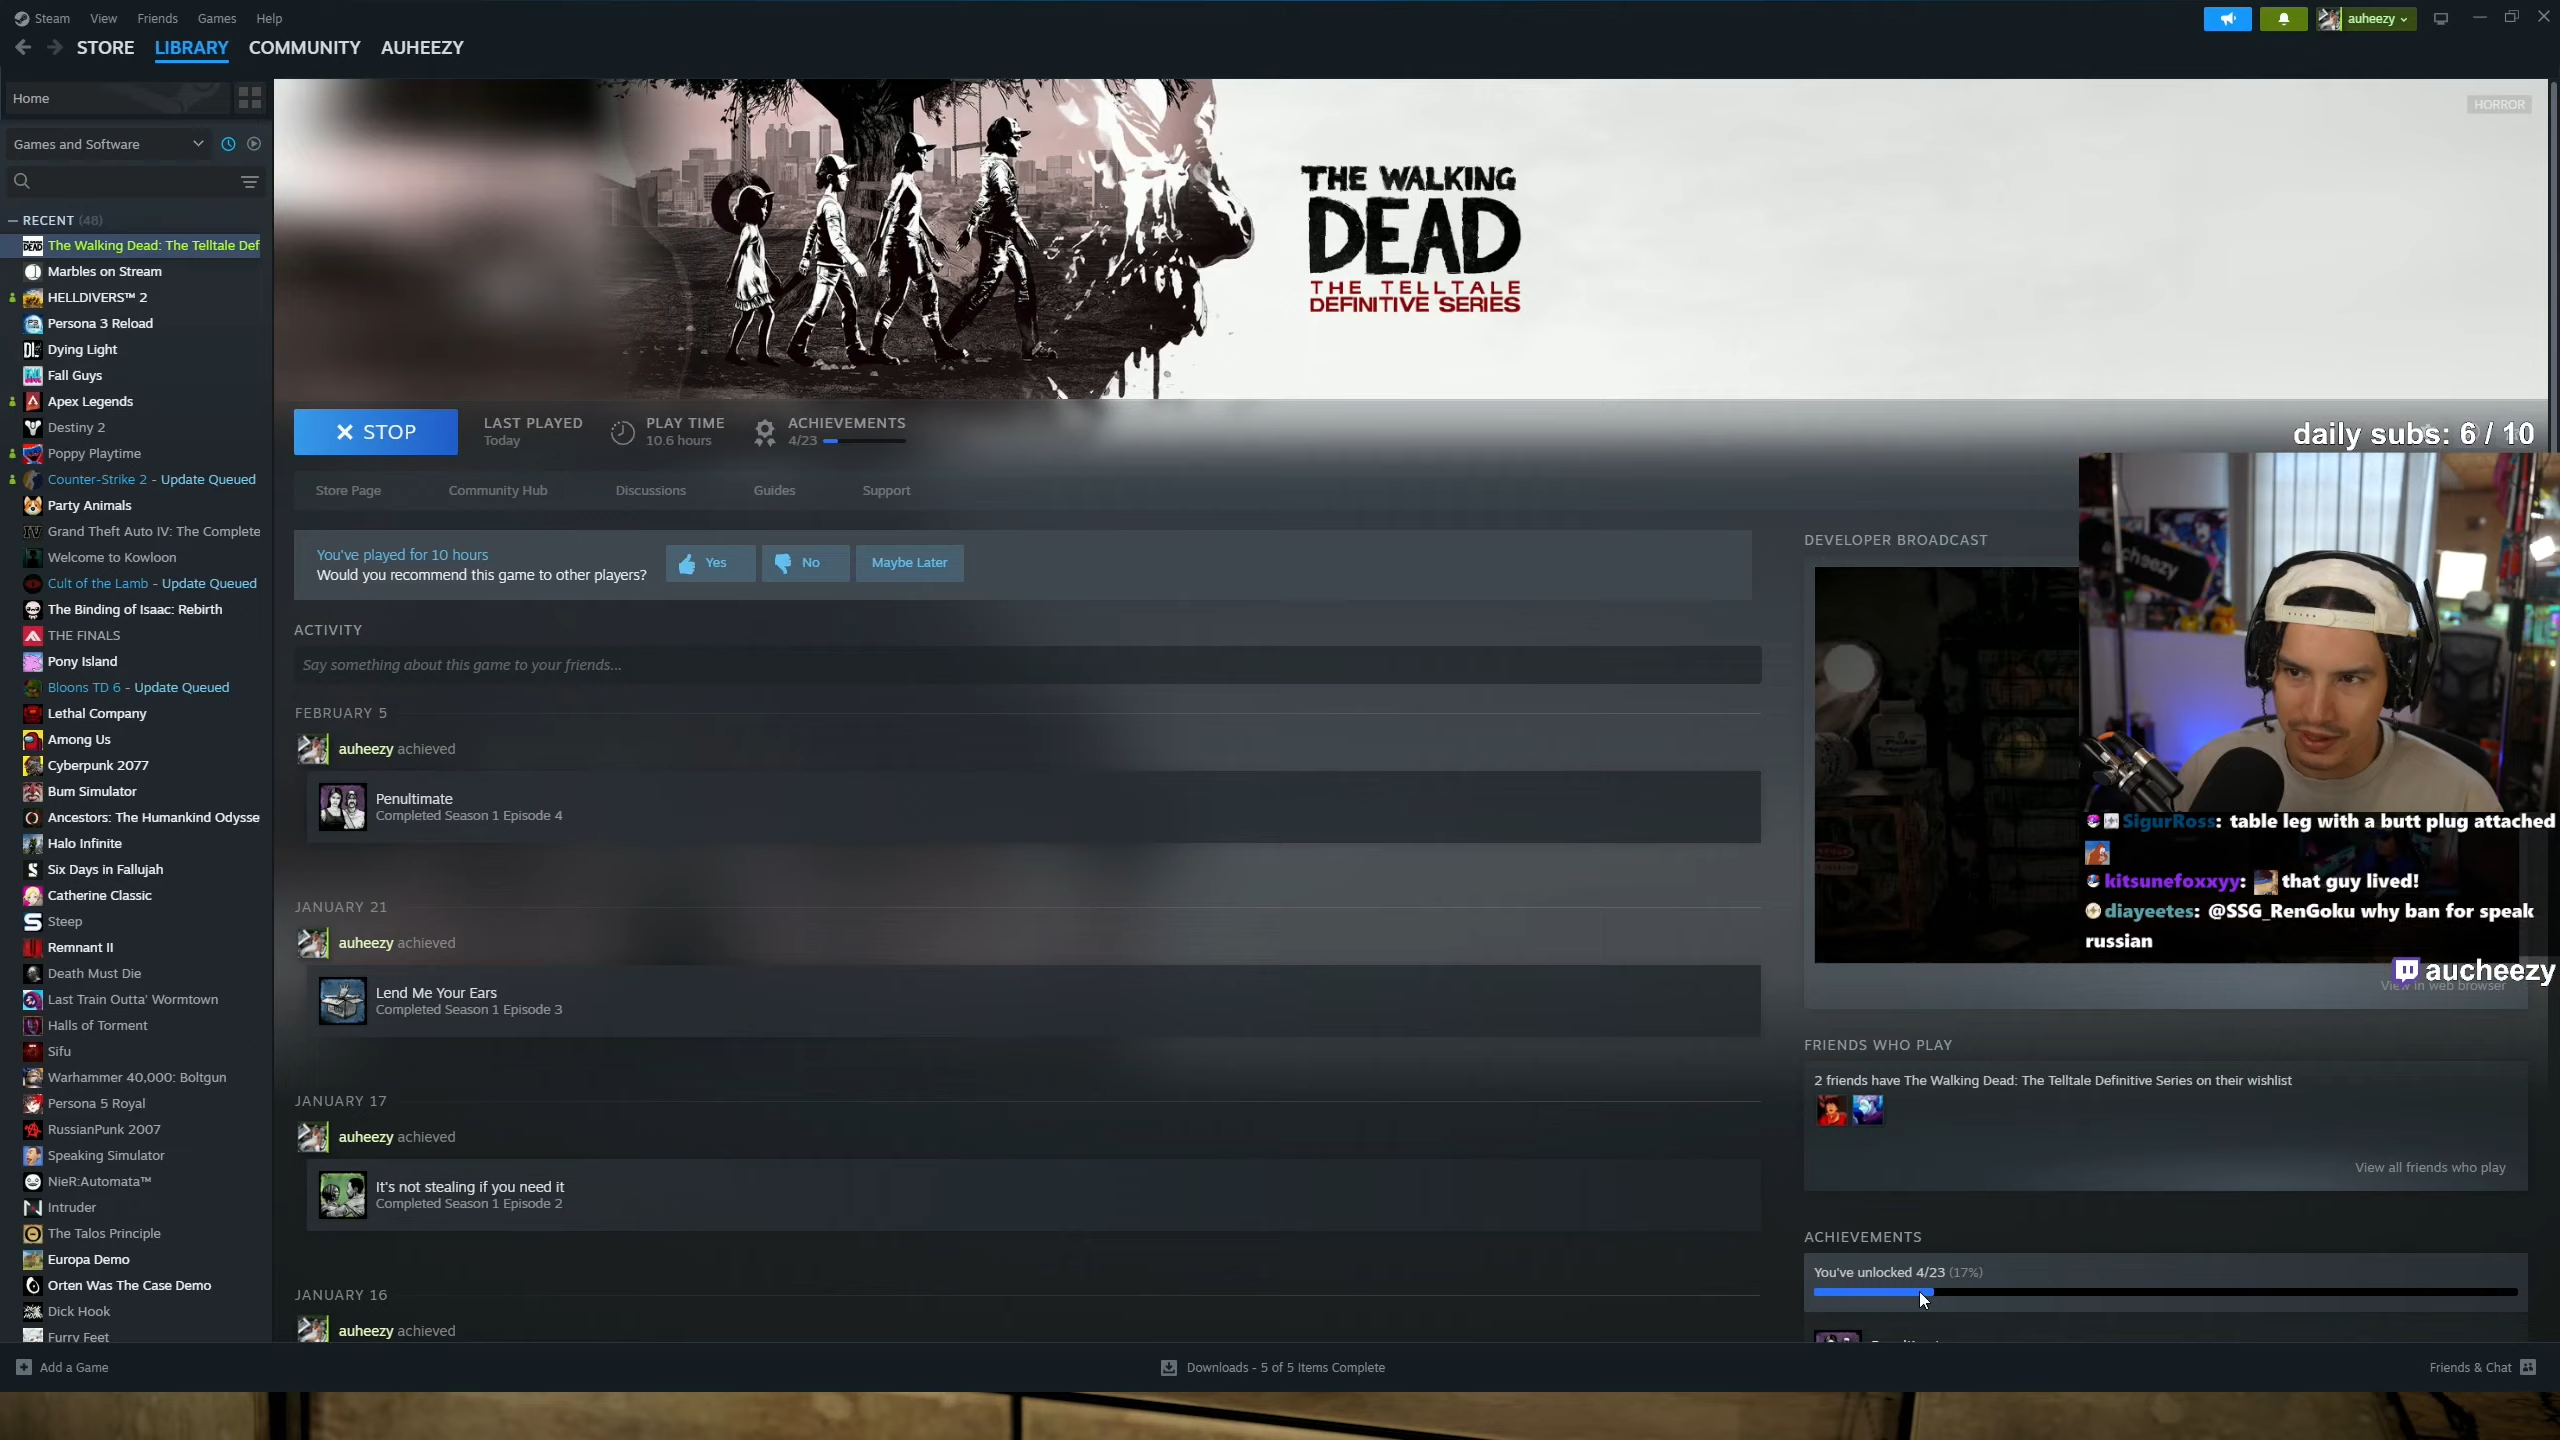 Steam View Friends Games Help
auheezy
STORE LIBRARY COMMUNITY AUHEEZY
Home
Games and Software
RECENT (48)
The Walking Dead: The Telltale Def
Marbles on Stream
HELLDIVERS™ 2
Persona 3 Reload
Dying Light
Fall Guys
Apex Legends
Destiny 2
Poppy Playtime
Counter-Strike 2 - Update Queued
Party Animals
Grand Theft Auto IV: The Complete
Welcome to Kowloon
Cult of the Lamb - Update Queued
The Binding of Isaac: Rebirth
THE FINALS
Pony Island
Bloons TD 6 - Update Queued
Lethal Company
Among Us
Cyberpunk 2077
Bum Simulator
Ancestors: The Humankind Odysse
Halo Infinite
Six Days in Fallujah
Catherine Classic
Steep
Remnant II
Death Must Die
Last Train Outta' Wormtown
Halls of Torment
Sifu
Warhammer 40,000: Boltgun
Persona 5 Royal
RussianPunk 2007
Speaking Simulator
NieR:Automata™
Intruder
The Talos Principle
Europa Demo
Orten Was The Case Demo
Dick Hook
Furry Feet
HORROR
THE WALKING
DEAD
THE TELLTALE
DEFINITIVE SERIES
STOP
LAST PLAYED
Today
PLAY TIME
10.6 hours
ACHIEVEMENTS
4/23
daily subs: 6 / 10
Store Page Community Hub Discussions Guides Support
You've played for 10 hours
Would you recommend this game to other players?
Yes No Maybe Later
ACTIVITY
Say something about this game to your friends...
FEBRUARY 5
auheezy achieved
Penultimate
Completed Season 1 Episode 4
JANUARY 21
auheezy achieved
Lend Me Your Ears
Completed Season 1 Episode 3
JANUARY 17
auheezy achieved
It's not stealing if you need it
Completed Season 1 Episode 2
JANUARY 16
auheezy achieved
DEVELOPER BROADCAST
aucheezy
SigurRoss: table leg with a butt plug attached
kitsunefoxxyy: that guy lived!
diayeetes: @SSG_RenGoku why ban for speak
russian
aucheezy
View in web browser
FRIENDS WHO PLAY
2 friends have The Walking Dead: The Telltale Definitive Series on their wishlist
View all friends who play
ACHIEVEMENTS
You've unlocked 4/23 (17%)
Add a Game
Downloads - 5 of 5 Items Complete
Friends & Chat